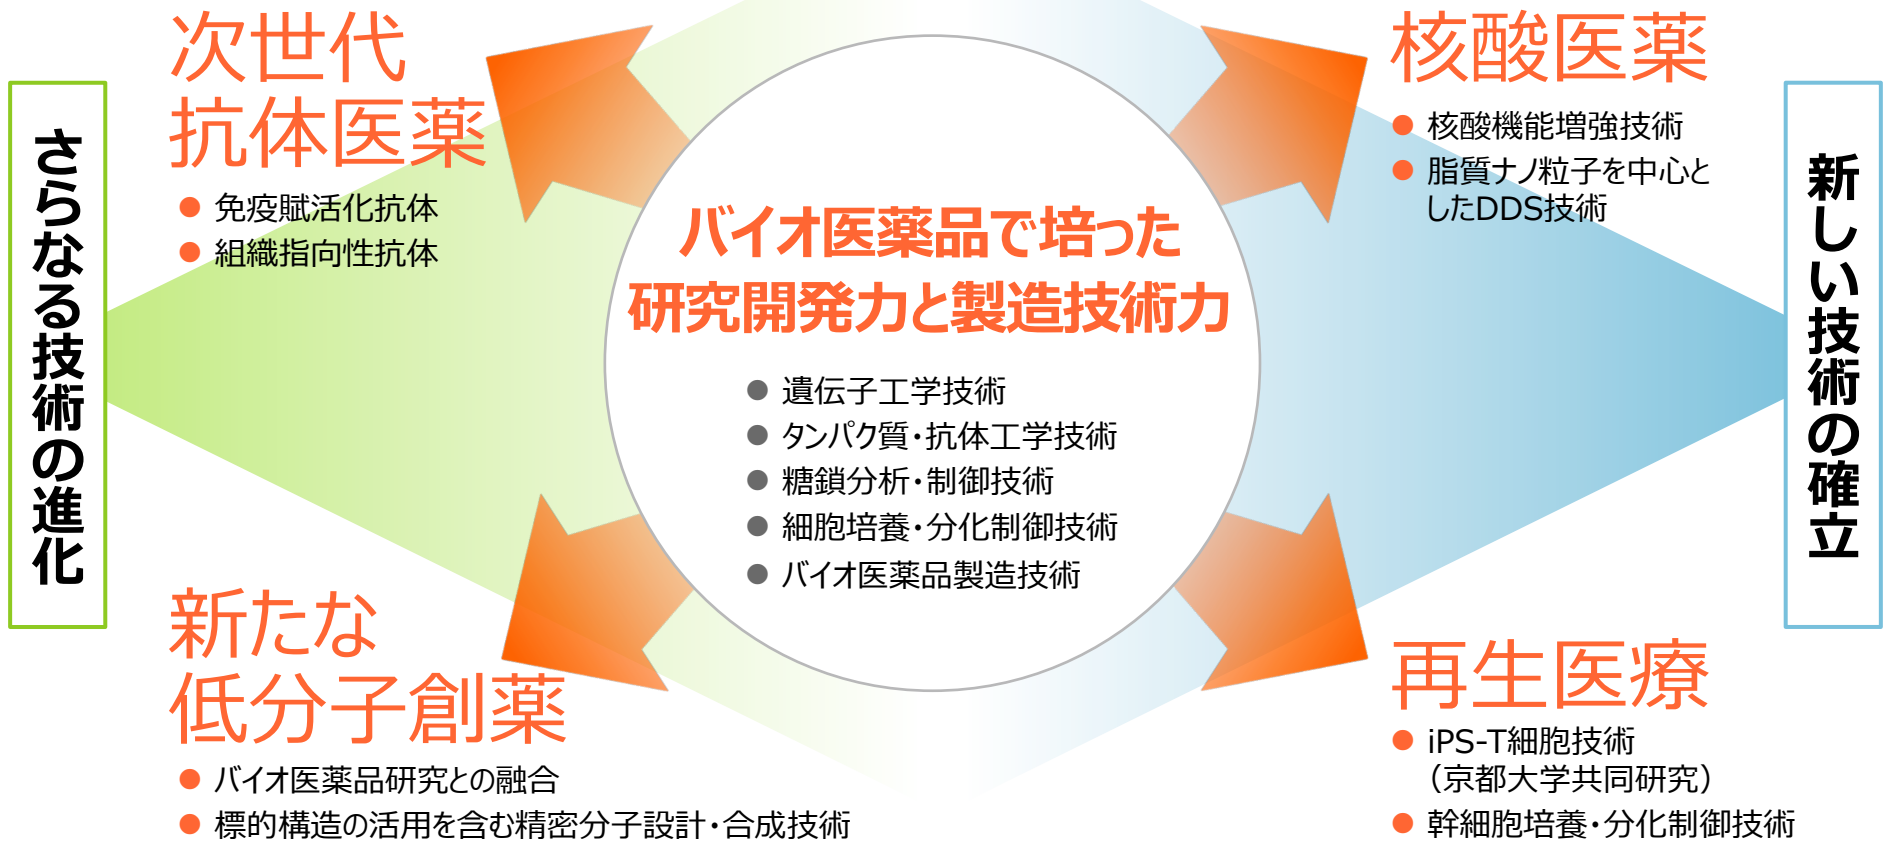 さらなる技術の進化
次世代
抗体医薬
● 免疫賦活化抗体
● 組織指向性抗体
新たな
低分子創薬
● バイオ医薬品研究との融合
● 標的構造の活用を含む精密分子設計・合成技術
バイオ医薬品で培った
研究開発力と製造技術力
● 遺伝子工学技術
● タンパク質・抗体工学技術
● 糖鎖分析・制御技術
● 細胞培養・分化制御技術
● バイオ医薬品製造技術
核酸医薬
● 核酸機能増強技術
● 脂質ナノ粒子を中心と
したDDS技術
再生医療
● iPS-T細胞技術
（京都大学共同研究）
● 幹細胞培養・分化制御技術
新しい技術の確立